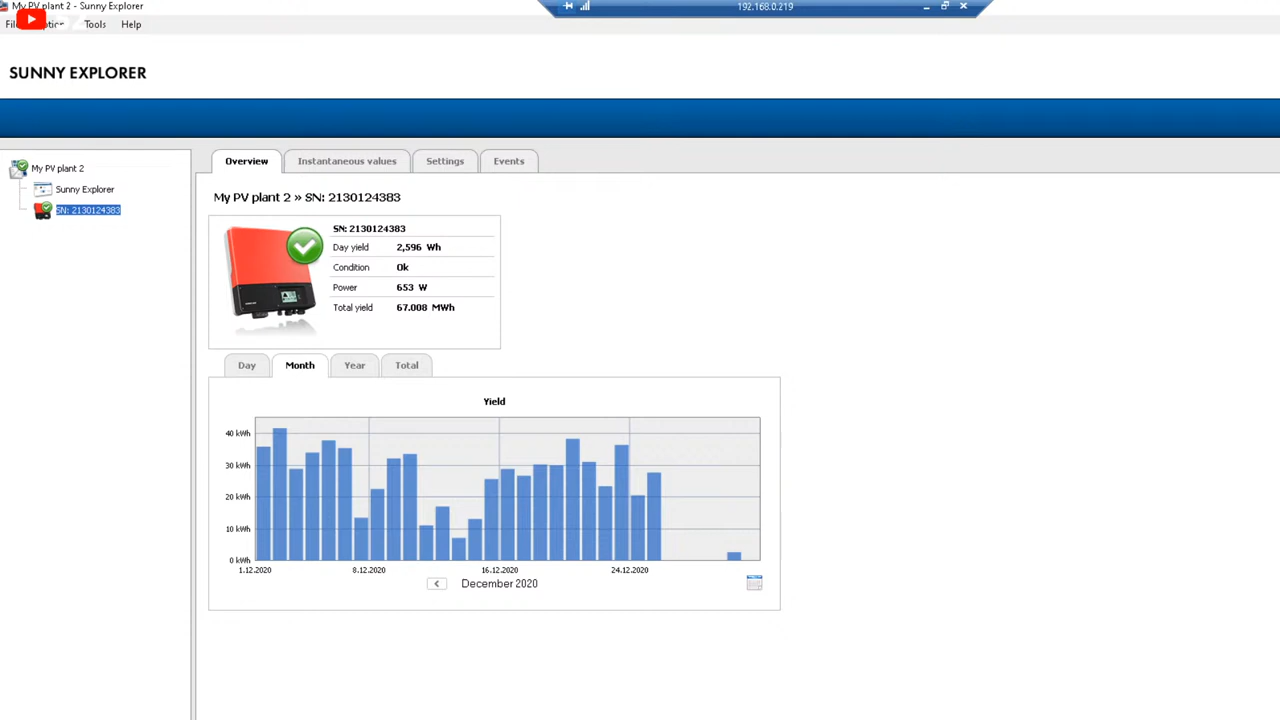 My PV plant 2 - Sunny Explorer
192.168.0.219
Tools Help
SUNNY EXPLORER
My PV plant 2
Sunny Explorer
SN: 2130124383
Overview Instantaneous values Settings Events
My PV plant 2 » SN: 2130124383
SN: 2130124383
Day yield 2,596 Wh
Condition Ok
Power 653 W
Total yield 67.008 MWh
Day Month Year Total
Yield
40 kWh
30 kWh
20 kWh
10 kWh
0 kWh
1.12.2020 8.12.2020 16.12.2020 24.12.2020
December 2020